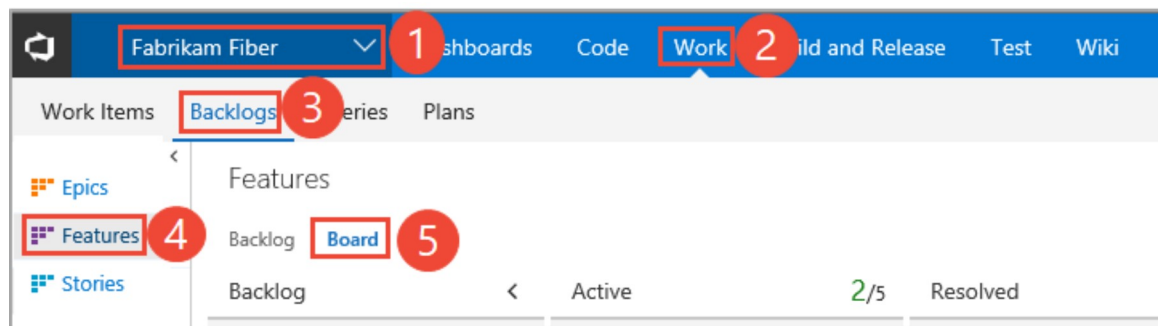 Fabrikam Fiber 1 shboards Code Work 2 ild and Release Test Wiki
Work Items Backlogs 3 eries Plans
Epics Features
Features 4 Backlog Board 5
Stories Backlog < Active 2/5 Resolved